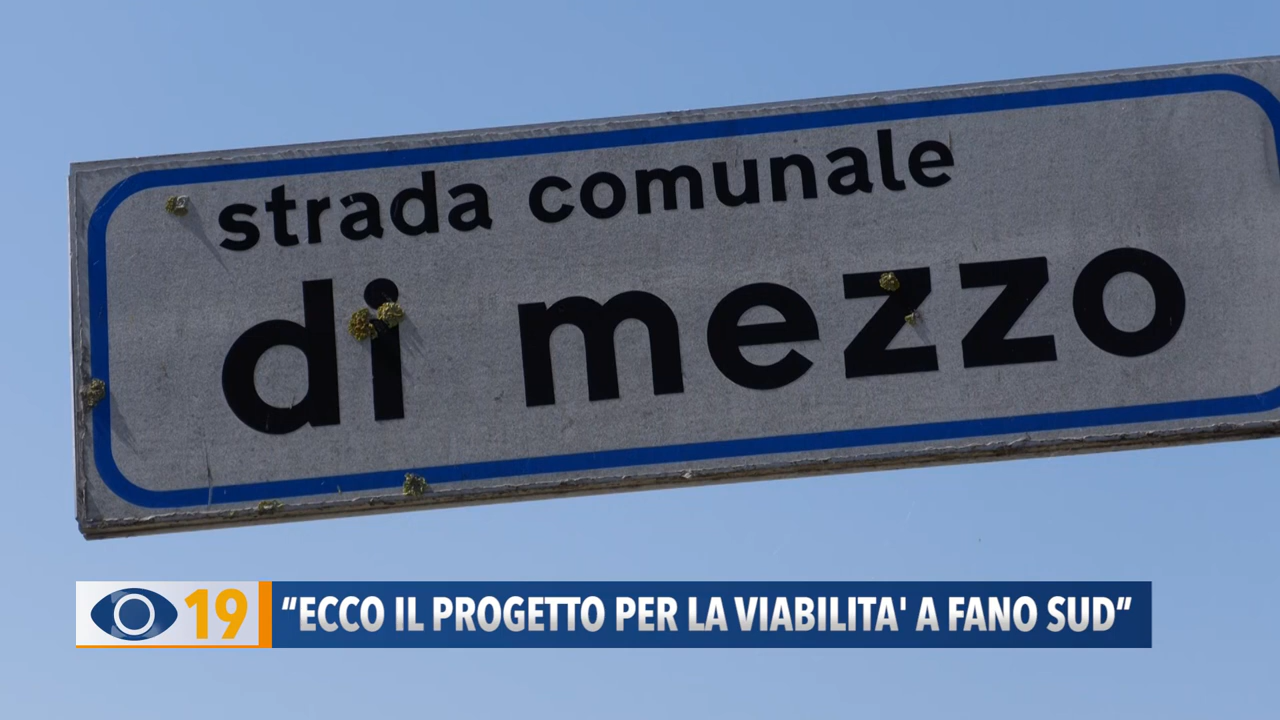 strada comunale
di mezzo
19 “ECCO IL PROGETTO PER LA VIABILITA' A FANO SUD”